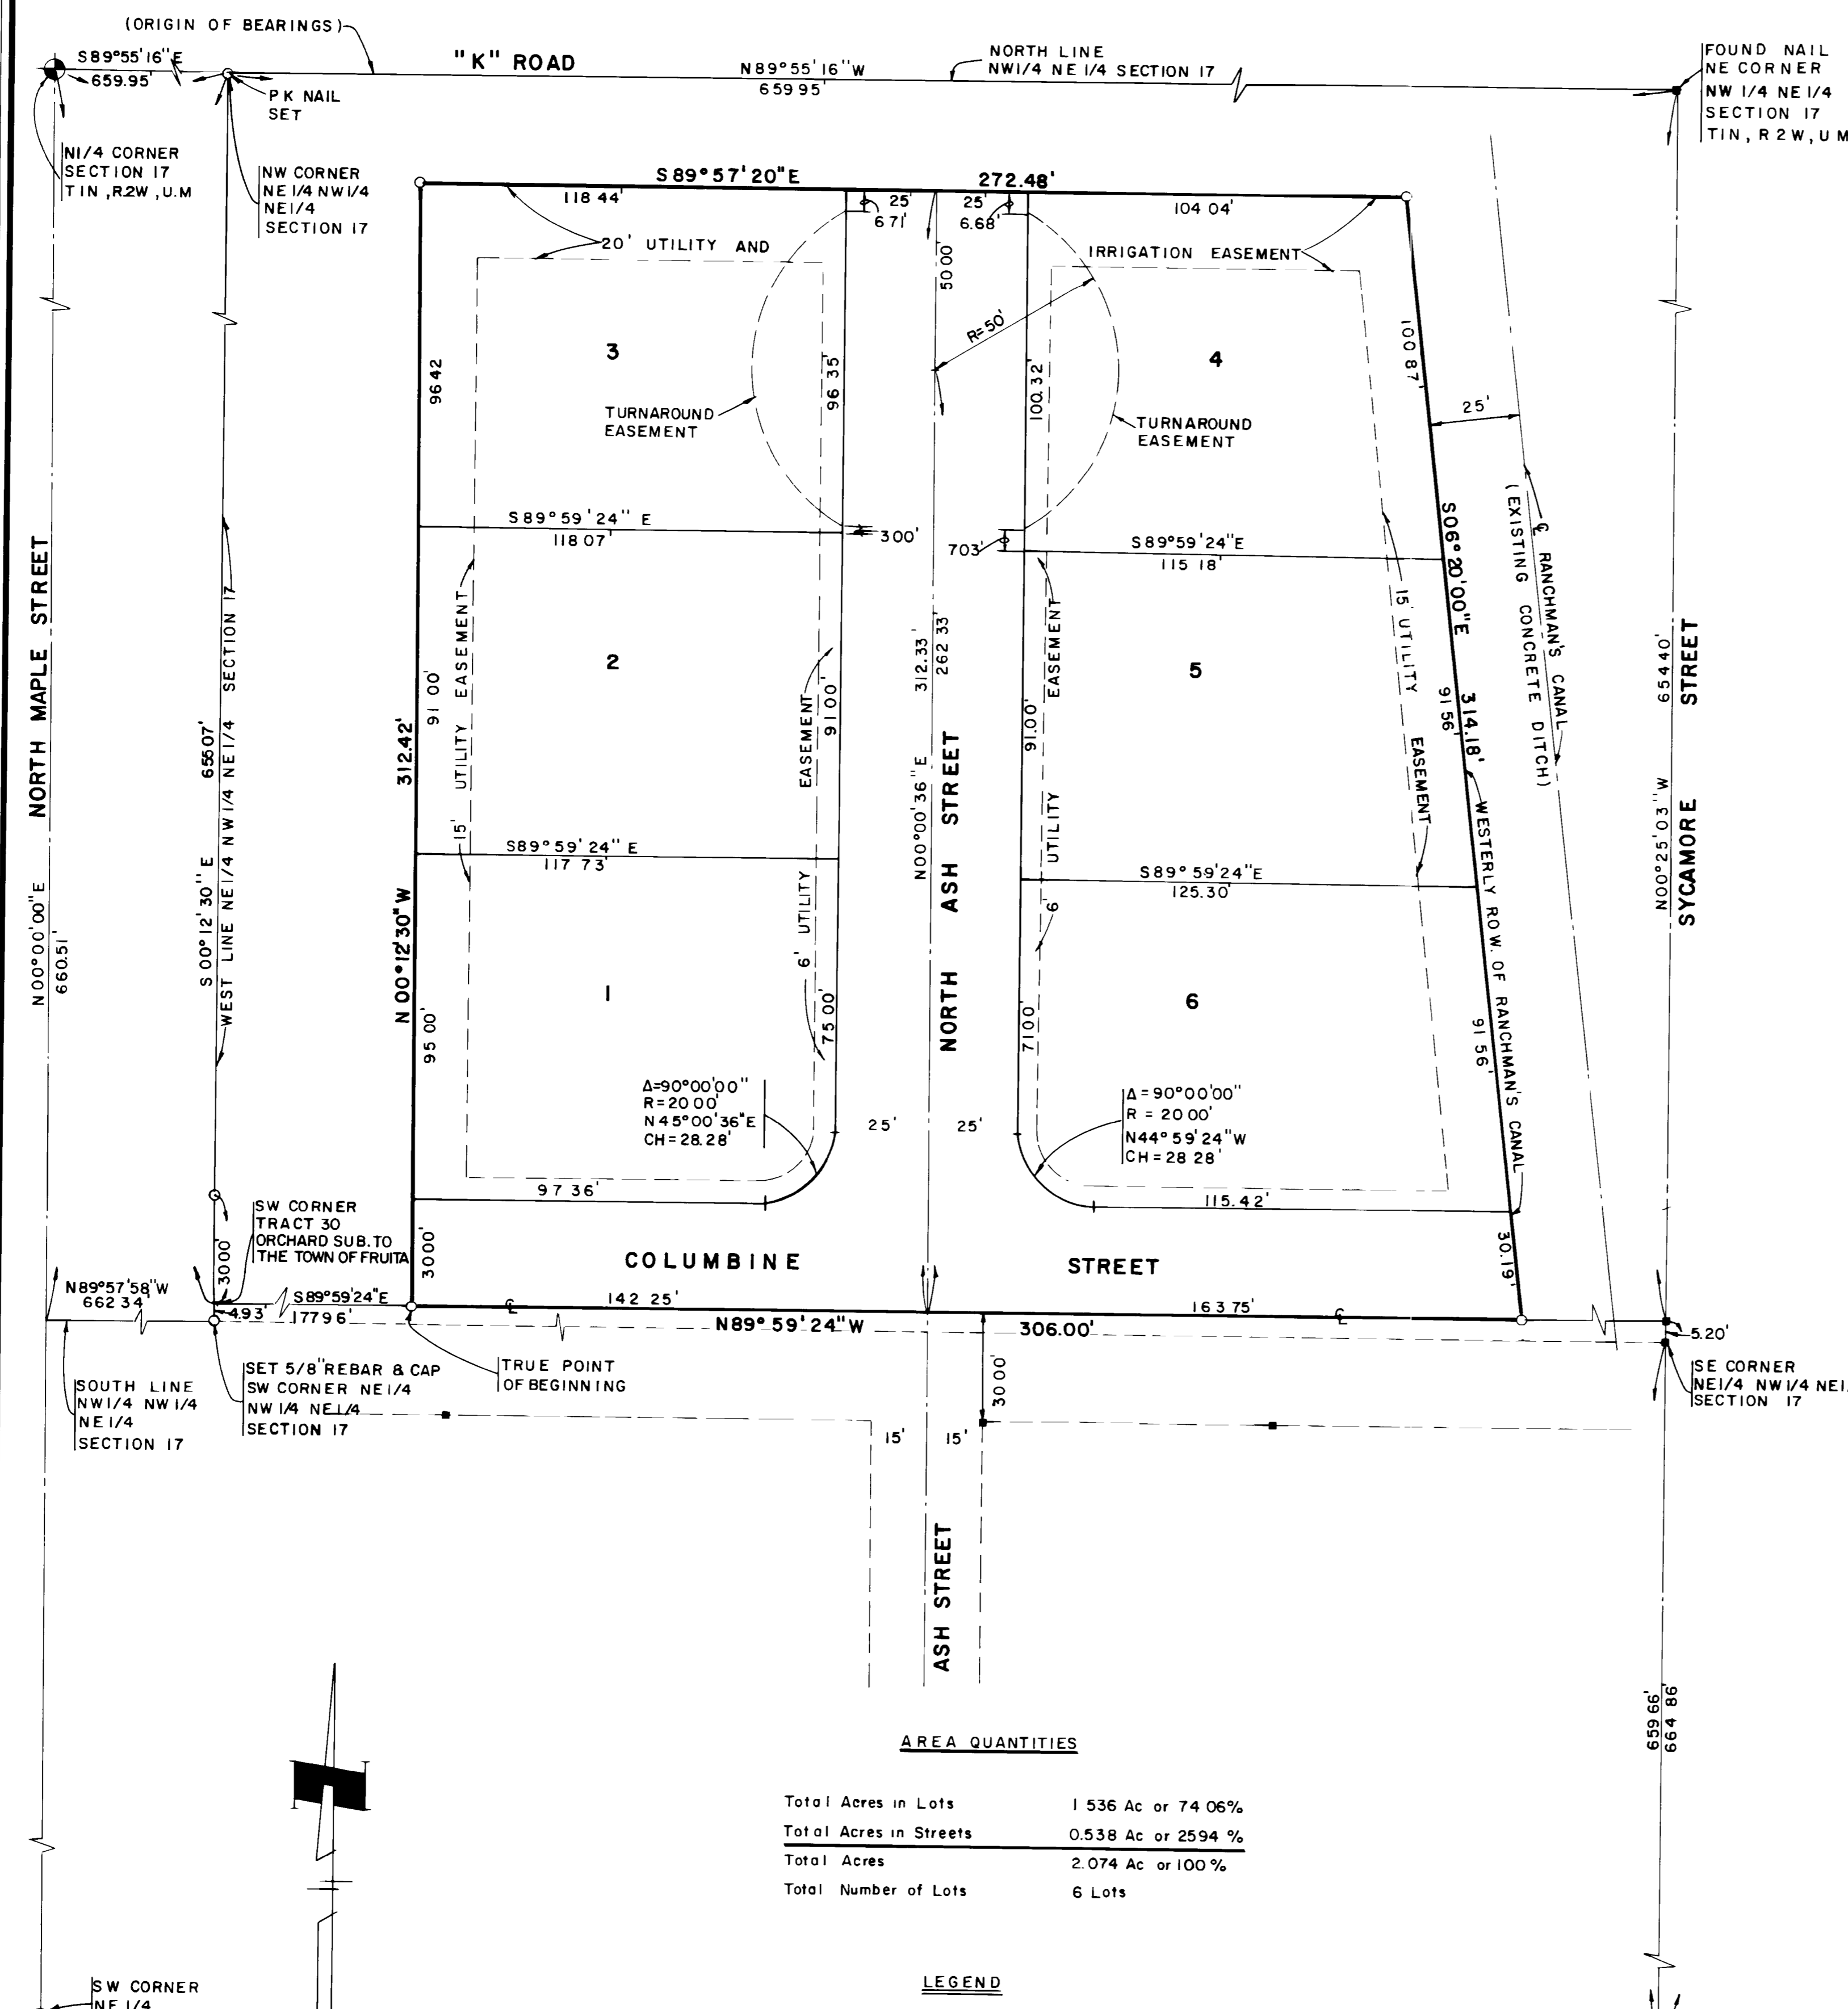 (ORIGIN OF BEARINGS)
S89°55'16"E
659.95'
"K" ROAD
N89°55'16"W
659 95'
NORTH LINE
NW1/4 NE 1/4 SECTION 17
FOUND NAIL
NE CORNER
NW 1/4 NE 1/4
SECTION 17
T1N, R 2W, U M
PK NAIL
SET
N1/4 CORNER
SECTION 17
T1N, R.2W, U.M
NW CORNER
NE 1/4 NW1/4
NE1/4
SECTION 17
S89°57'20"E
272.48'
118 44'
25'
25'
6 71'
6.68'
104 04'
20' UTILITY AND
IRRIGATION EASEMENT
50 00'
R=50'
3
4
96 42
96 35'
100.32'
100 87'
TURNAROUND
EASEMENT
TURNAROUND
EASEMENT
25'
S89°59'24" E
118 07'
3 00'
7 03'
S89°59'24"E
115 18'
S06°20'00"E
314.18'
℄ RANCHMAN'S CANAL
(EXISTING CONCRETE DITCH)
NORTH MAPLE STREET
N00°00'00"E
660.51'
S 00°12'30" E 655 07'
WEST LINE NE1/4 NW1/4 NE1/4 SECTION 17
N 00°12'30" W
312.42'
2
5
91 00'
15' UTILITY EASEMENT
6' UTILITY EASEMENT
91 00'
N00°00'36"E
312.33'
262 33'
NORTH ASH STREET
91.00'
6' UTILITY EASEMENT
15' UTILITY EASEMENT
91 56'
WESTERLY ROW. OF RANCHMAN'S CANAL
N00°25'03"W 654 40'
SYCAMORE STREET
S89°59'24" E
117 73'
S89°59'24"E
125.30'
1
6
95 00'
75 00'
71 00'
91 56'
Δ=90°00'00"
R=20 00'
N45°00'36"E
CH=28.28'
25'
25'
Δ=90°00'00"
R = 20 00'
N44°59'24"W
CH = 28 28'
97 36'
115.42'
SW CORNER
TRACT 30
ORCHARD SUB. TO
THE TOWN OF FRUITA
30 00'
30 00'
COLUMBINE STREET
30.19'
N89°57'58"W
662 34'
4.93'
S89°59'24"E
177 96'
℄
142 25'
163 75'
℄
N89°59'24"W
306.00'
5.20'
SOUTH LINE
NW1/4 NW1/4
NE1/4
SECTION 17
SET 5/8" REBAR & CAP
SW CORNER NE1/4
NW 1/4 NE1/4
SECTION 17
TRUE POINT
OF BEGINNING
30 00'
SE CORNER
NE1/4 NW1/4 NE1
SECTION 17
15'
15'
ASH STREET
659 66'
664 86'
AREA QUANTITIES
Total Acres in Lots 1 536 Ac or 74 06%
Total Acres in Streets 0.538 Ac or 25 94 %
Total Acres 2.074 Ac or 100 %
Total Number of Lots 6 Lots
LEGEND
SW CORNER
NE 1/4